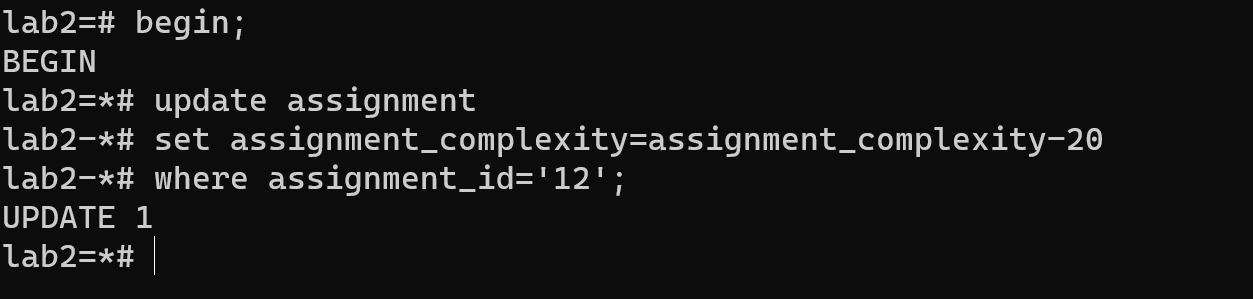 lab2=# begin;
BEGIN
lab2=*# update assignment
lab2-*# set assignment_complexity=assignment_complexity-20
lab2-*# where assignment_id='12';
UPDATE 1
lab2=*#